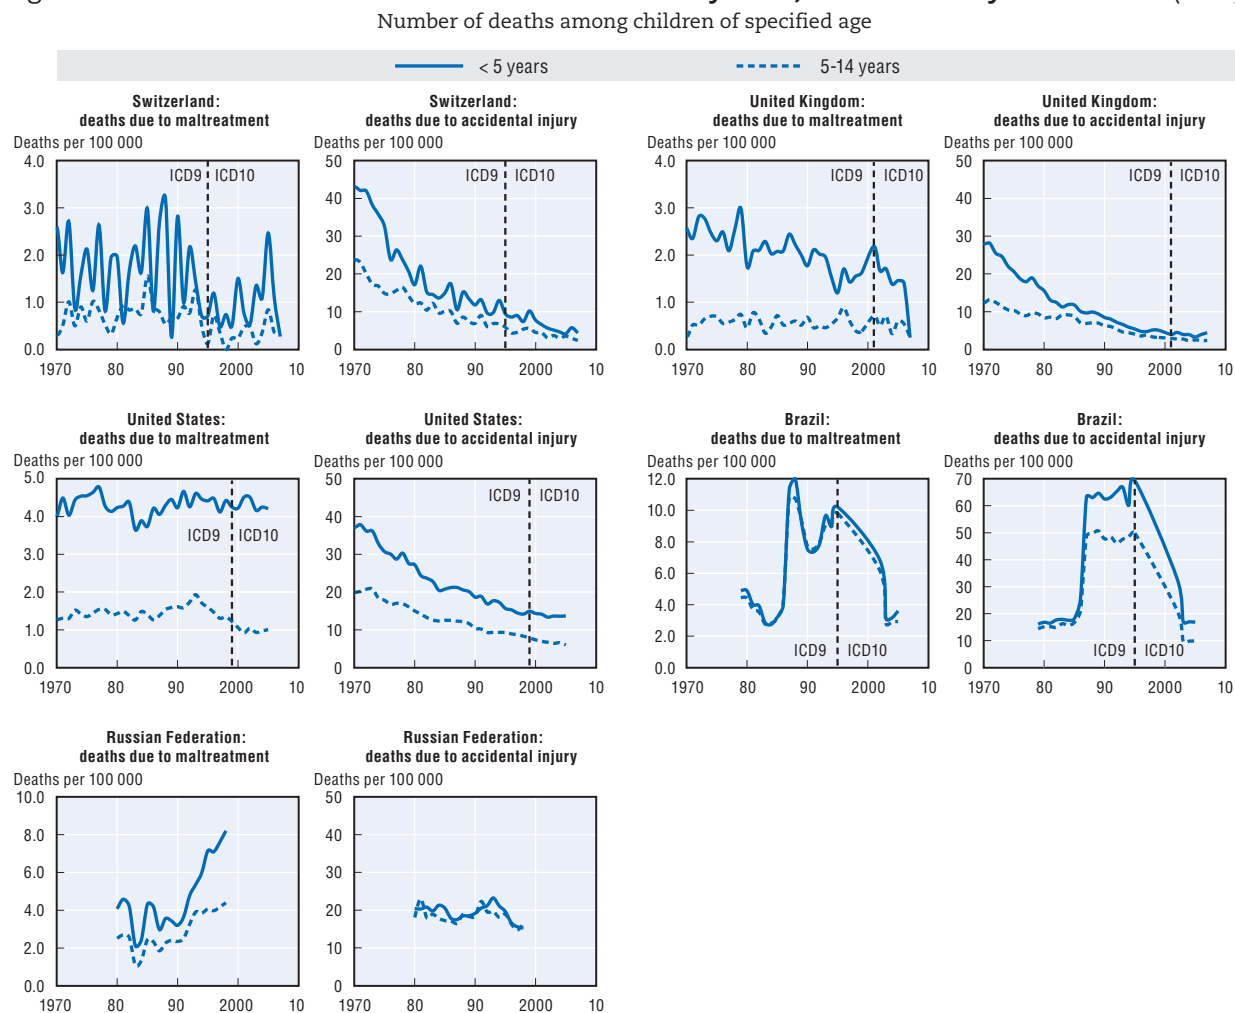 Number of deaths among children of specified age
< 5 years 5-14 years
Switzerland:
deaths due to maltreatment
Deaths per 100 000
4.0
3.0
2.0
1.0
0.0
ICD9 ICD10
1970 80 90 2000 10
Switzerland:
deaths due to accidental injury
Deaths per 100 000
50
40
30
20
10
0
ICD9 ICD10
1970 80 90 2000 10
United Kingdom:
deaths due to maltreatment
Deaths per 100 000
4.0
3.0
2.0
1.0
0.0
ICD9 ICD10
1970 80 90 2000 10
United Kingdom:
deaths due to accidental injury
Deaths per 100 000
50
40
30
20
10
0
ICD9 ICD10
1970 80 90 2000 10
United States:
deaths due to maltreatment
Deaths per 100 000
5.0
4.0
3.0
2.0
1.0
0.0
ICD9 ICD10
1970 80 90 2000 10
United States:
deaths due to accidental injury
Deaths per 100 000
50
40
30
20
10
0
ICD9 ICD10
1970 80 90 2000 10
Brazil:
deaths due to maltreatment
Deaths per 100 000
12.0
10.0
8.0
6.0
4.0
2.0
0.0
ICD9 ICD10
1970 80 90 2000 10
Brazil:
deaths due to accidental injury
Deaths per 100 000
70
60
50
40
30
20
10
0
ICD9 ICD10
1970 80 90 2000 10
Russian Federation:
deaths due to maltreatment
Deaths per 100 000
10.0
8.0
6.0
4.0
2.0
0.0
1970 80 90 2000 10
Russian Federation:
deaths due to accidental injury
Deaths per 100 000
50
40
30
20
10
0
1970 80 90 2000 10